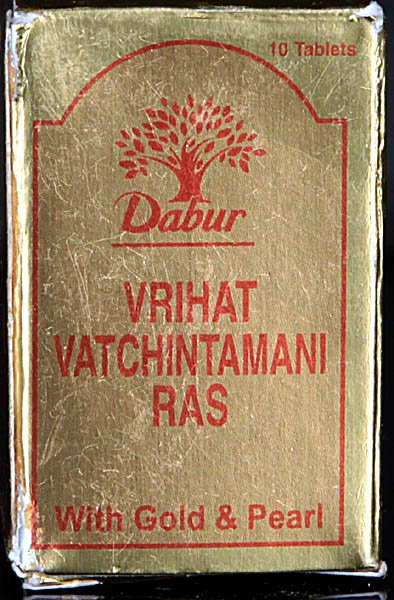 10 Tablets
Dabur
VRIHAT
VATCHINTAMANI
RAS
With Gold & Pearl